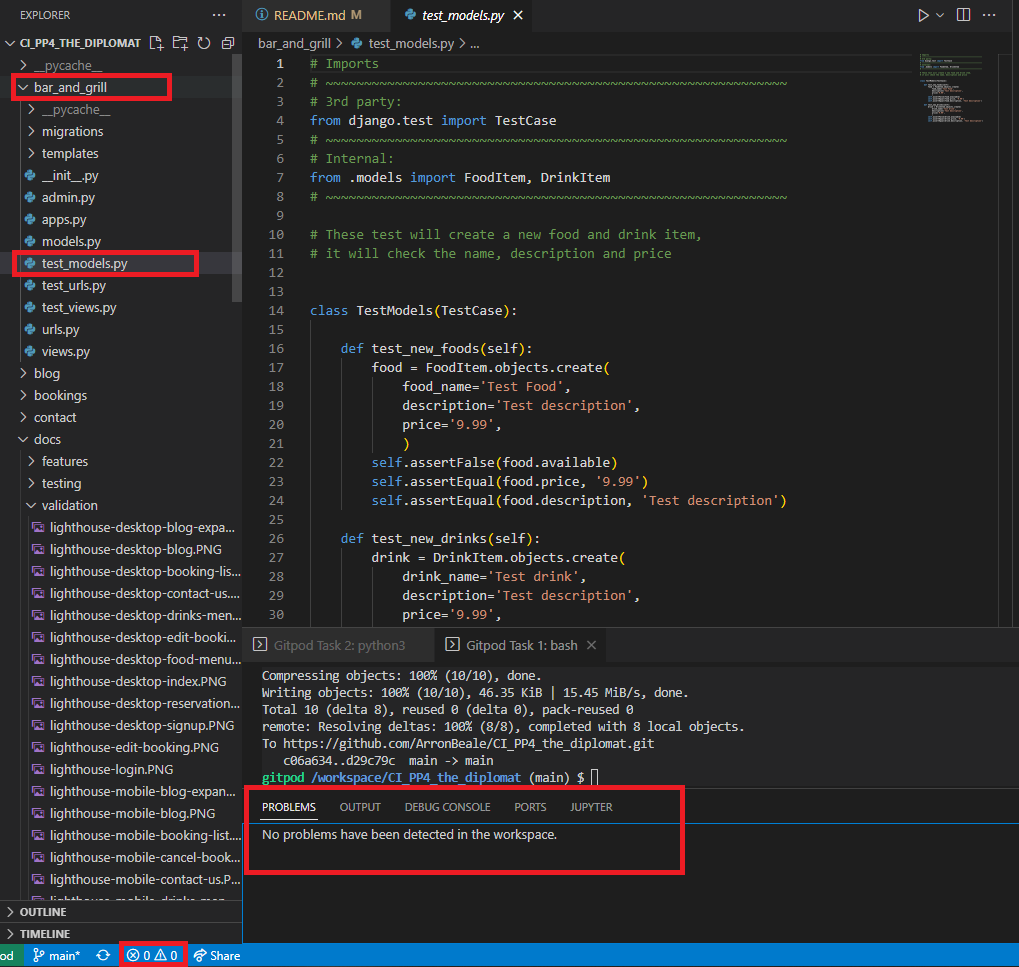 EXPLORER
···
CI_PP4_THE_DIPLOMAT
__pycache__
bar_and_grill
__pycache__
migrations
templates
__init__.py
admin.py
apps.py
models.py
test_models.py
test_urls.py
test_views.py
urls.py
views.py
blog
bookings
contact
docs
features
testing
validation
lighthouse-desktop-blog-expa...
lighthouse-desktop-blog.PNG
lighthouse-desktop-booking-lis...
lighthouse-desktop-contact-us....
lighthouse-desktop-drinks-men...
lighthouse-desktop-edit-booki...
lighthouse-desktop-food-menu...
lighthouse-desktop-index.PNG
lighthouse-desktop-reservation...
lighthouse-desktop-signup.PNG
lighthouse-edit-booking.PNG
lighthouse-login.PNG
lighthouse-mobile-blog-expan...
lighthouse-mobile-blog.PNG
lighthouse-mobile-booking-list....
lighthouse-mobile-cancel-book...
lighthouse-mobile-contact-us.P...
OUTLINE
TIMELINE
README.md M
test_models.py
bar_and_grill > test_models.py > ...
1 # Imports
2 # ~~~~~~~~~~~~~~~~~~~~~~~~~~~~~~~~~~~~~~~~~~~~~~~~~~~~~~~~~~~~
3 # 3rd party:
4 from django.test import TestCase
5 # ~~~~~~~~~~~~~~~~~~~~~~~~~~~~~~~~~~~~~~~~~~~~~~~~~~~~~~~~~~~~
6 # Internal:
7 from .models import FoodItem, DrinkItem
8 # ~~~~~~~~~~~~~~~~~~~~~~~~~~~~~~~~~~~~~~~~~~~~~~~~~~~~~~~~~~~~
9
10 # These test will create a new food and drink item,
11 # it will check the name, description and price
12
13
14 class TestModels(TestCase):
15
16 def test_new_foods(self):
17 food = FoodItem.objects.create(
18 food_name='Test Food',
19 description='Test description',
20 price='9.99',
21 )
22 self.assertFalse(food.available)
23 self.assertEqual(food.price, '9.99')
24 self.assertEqual(food.description, 'Test description')
25
26 def test_new_drinks(self):
27 drink = DrinkItem.objects.create(
28 drink_name='Test drink',
29 description='Test description',
30 price='9.99',
Gitpod Task 2: python3
Gitpod Task 1: bash
Compressing objects: 100% (10/10), done.
Writing objects: 100% (10/10), 46.35 KiB | 15.45 MiB/s, done.
Total 10 (delta 8), reused 0 (delta 0), pack-reused 0
remote: Resolving deltas: 100% (8/8), completed with 8 local objects.
To https://github.com/ArronBeale/CI_PP4_the_diplomat.git
c06a634..d29c79c main -> main
gitpod /workspace/CI_PP4_the_diplomat (main) $
PROBLEMS OUTPUT DEBUG CONSOLE PORTS JUPYTER
No problems have been detected in the workspace.
od main* 0 0 Share